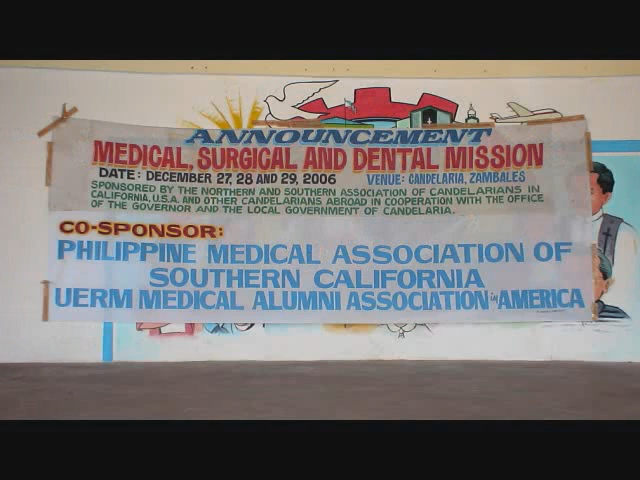 ANNOUNCEMENT
MEDICAL, SURGICAL AND DENTAL MISSION
DATE: DECEMBER 27, 28 AND 29, 2006 VENUE: CANDELARIA, ZAMBALES
SPONSORED BY THE NORTHERN AND SOUTHERN ASSOCIATION OF CANDELARIANS IN
CALIFORNIA, U.S.A. AND OTHER CANDELARIANS ABROAD IN COOPERATION WITH THE OFFICE
OF THE GOVERNOR AND THE LOCAL GOVERNMENT OF CANDELARIA.
CO-SPONSOR:
PHILIPPINE MEDICAL ASSOCIATION OF
SOUTHERN CALIFORNIA
UERM MEDICAL ALUMNI ASSOCIATION in AMERICA